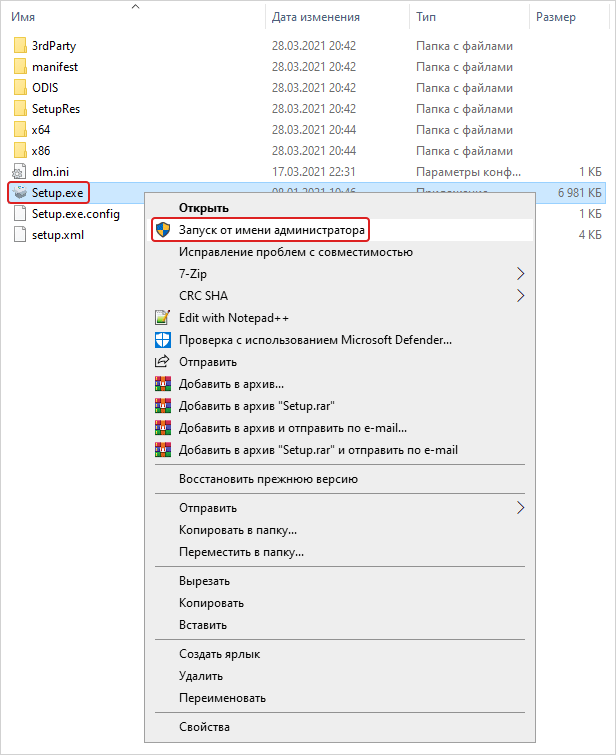 Имя Дата изменения Тип Размер
3rdParty 28.03.2021 20:42 Папка с файлами
manifest 28.03.2021 20:42 Папка с файлами
ODIS 28.03.2021 20:42 Папка с файлами
SetupRes 28.03.2021 20:42 Папка с файлами
x64 28.03.2021 20:44 Папка с файлами
x86 28.03.2021 20:44 Папка с файлами
dlm.ini 17.03.2021 22:31 Параметры конф... 1 КБ
Setup.exe 08.01.2021 10:46 Приложение 6 981 КБ
Setup.exe.config 1 КБ
setup.xml 4 КБ
Открыть
Запуск от имени администратора
Исправление проблем с совместимостью
7-Zip
CRC SHA
Edit with Notepad++
Проверка с использованием Microsoft Defender...
Отправить
Добавить в архив...
Добавить в архив "Setup.rar"
Добавить в архив и отправить по e-mail...
Добавить в архив "Setup.rar" и отправить по e-mail
Восстановить прежнюю версию
Отправить
Копировать в папку...
Переместить в папку...
Вырезать
Копировать
Вставить
Создать ярлык
Удалить
Переименовать
Свойства